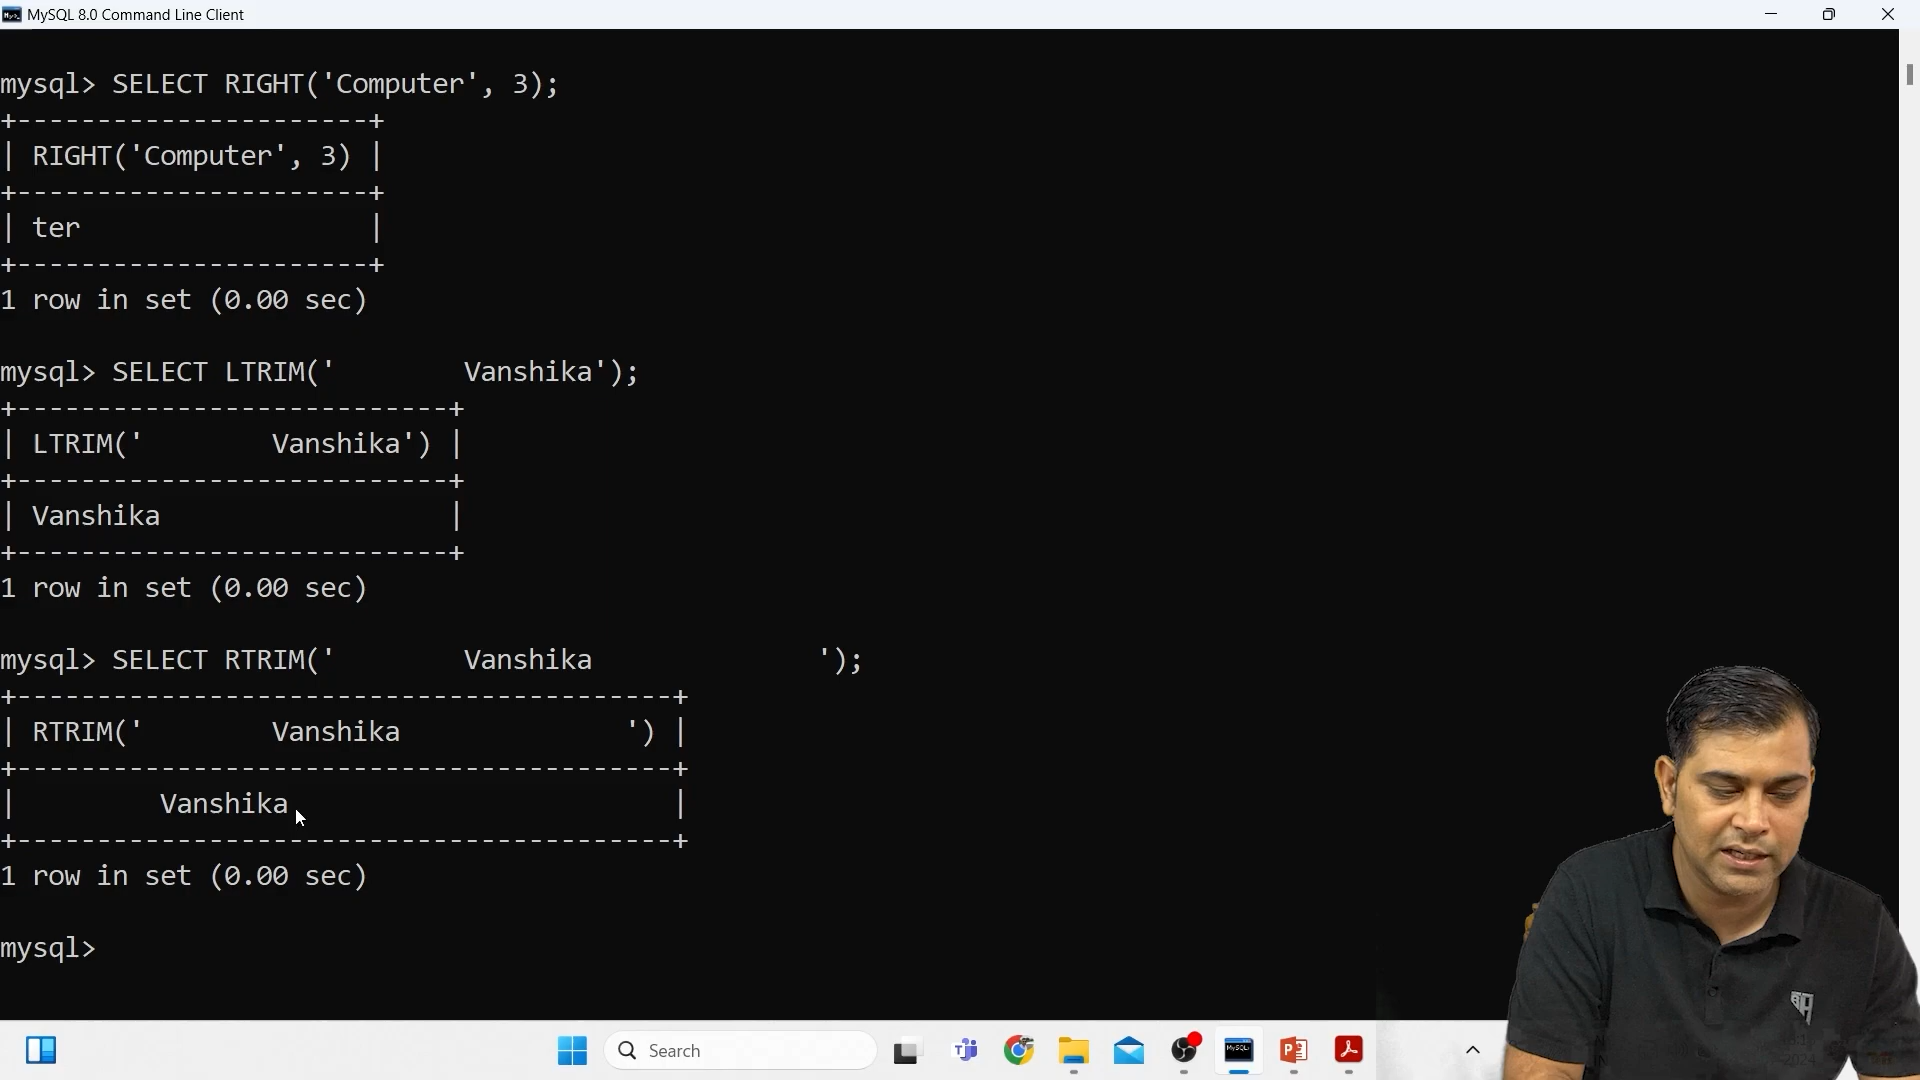 MySQL 8.0 Command Line Client
mysql> SELECT RIGHT('Computer', 3);
+----------------------+
| RIGHT('Computer', 3) |
+----------------------+
| ter                  |
+----------------------+
1 row in set (0.00 sec)
mysql> SELECT LTRIM('        Vanshika');
+---------------------------+
| LTRIM('        Vanshika') |
+---------------------------+
| Vanshika                  |
+---------------------------+
1 row in set (0.00 sec)
mysql> SELECT RTRIM('        Vanshika              ');
+-----------------------------------------+
| RTRIM('        Vanshika              ') |
+-----------------------------------------+
|         Vanshika                        |
+-----------------------------------------+
1 row in set (0.00 sec)
mysql>
Search